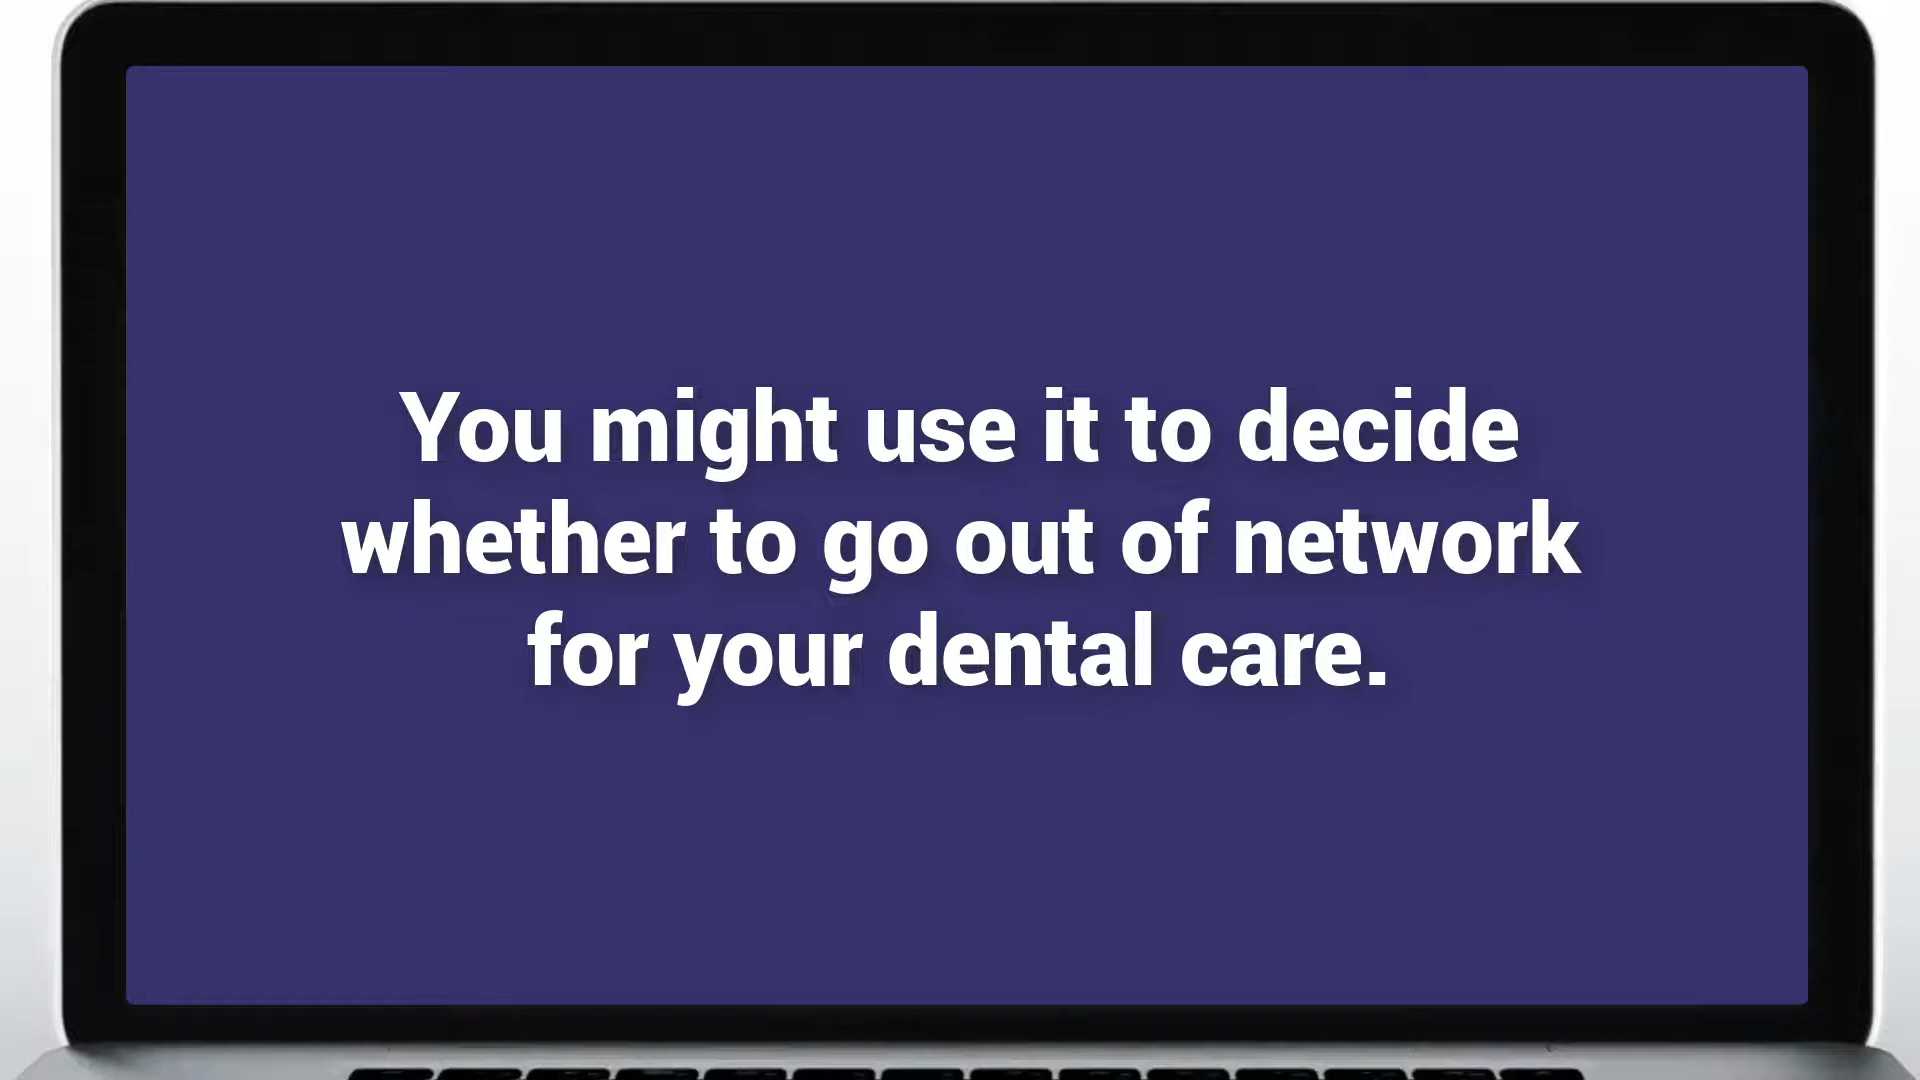 You might use it to decide
whether to go out of network
for your dental care.